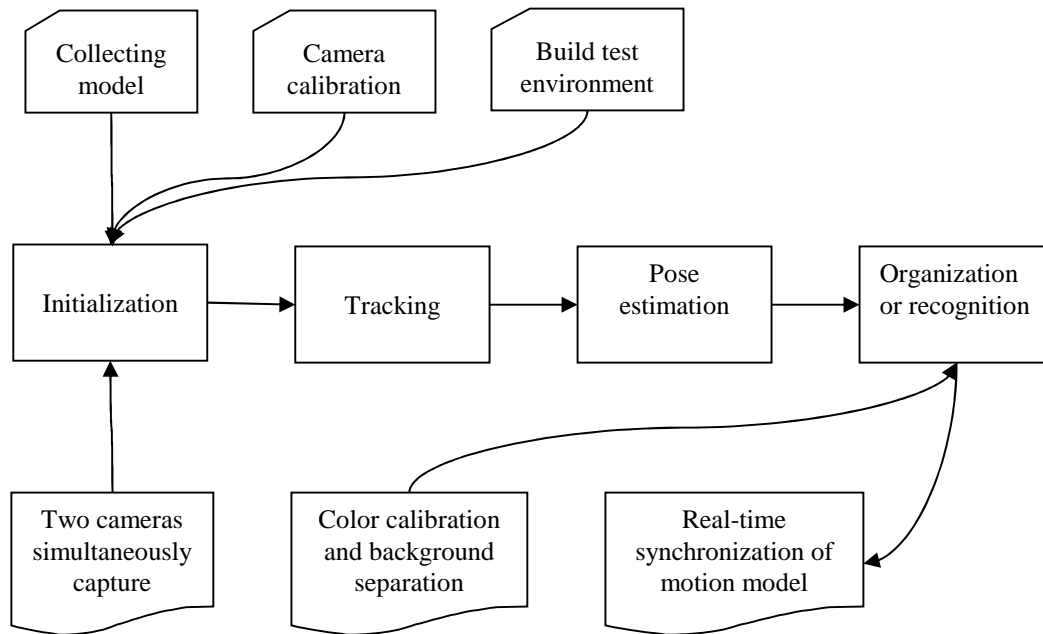 Collecting
model
Camera
calibration
Build test
environment
Initialization
Tracking
Pose
estimation
Organization
or recognition
Two cameras
simultaneously
capture
Color calibration
and background
separation
Real-time
synchronization of
motion model